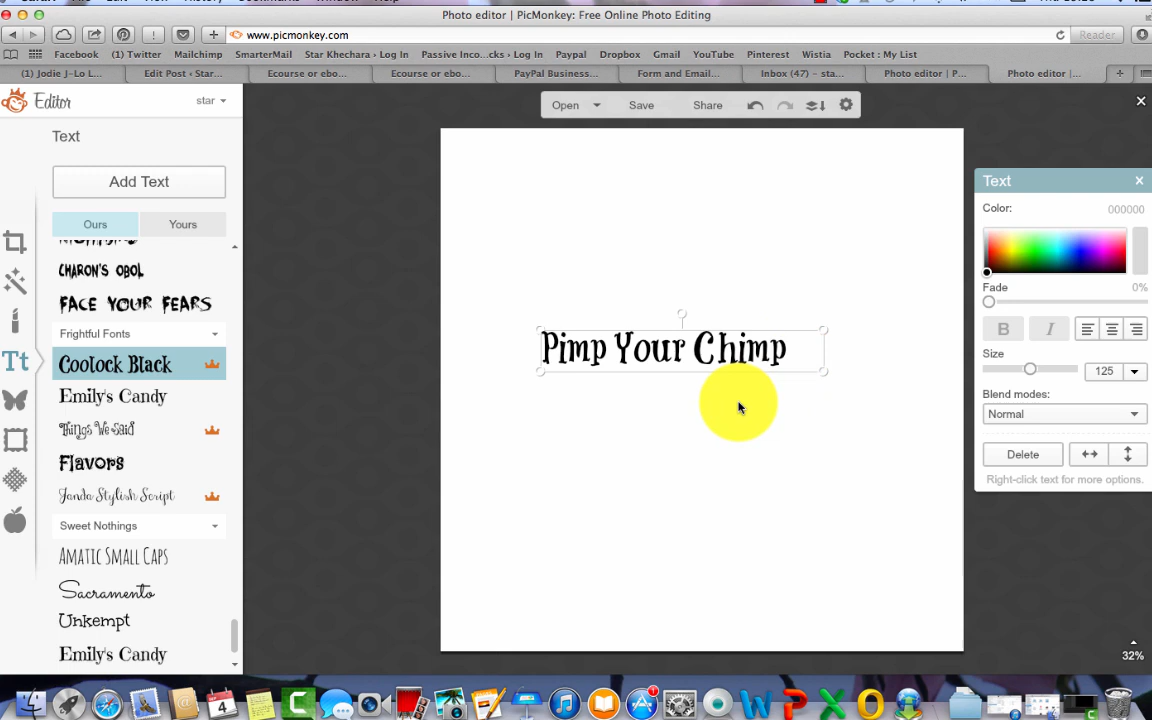 Photo editor | PicMonkey: Free Online Photo Editing
www.picmonkey.com
Reader
Facebook (1) Twitter Mailchimp SmarterMail Star Khechara › Log In Passive Inco...cks › Log In Paypal Dropbox Gmail YouTube Pinterest Wistia Pocket : My List
(1) Jodie J-Lo L... Edit Post ‹ Star... Ecourse or ebo... Ecourse or ebo... PayPal Business... Form and Email... Inbox (47) – sta... Photo editor | P... Photo editor |...
Editor
star
Open Save Share
Text
Add Text
Ours Yours
CHARON'S OBOL
FACE YOUR FEARS
Frightful Fonts
Coolock Black
Emily's Candy
Things We Said
Flavors
Janda Stylish Script
Sweet Nothings
AMATIC SMALL CAPS
Sacramento
Unkempt
Emily's Candy
Pimp Your Chimp
Text
Color: 000000
Fade 0%
B I
Size
125
Blend modes:
Normal
Delete
Right-click text for more options.
32%